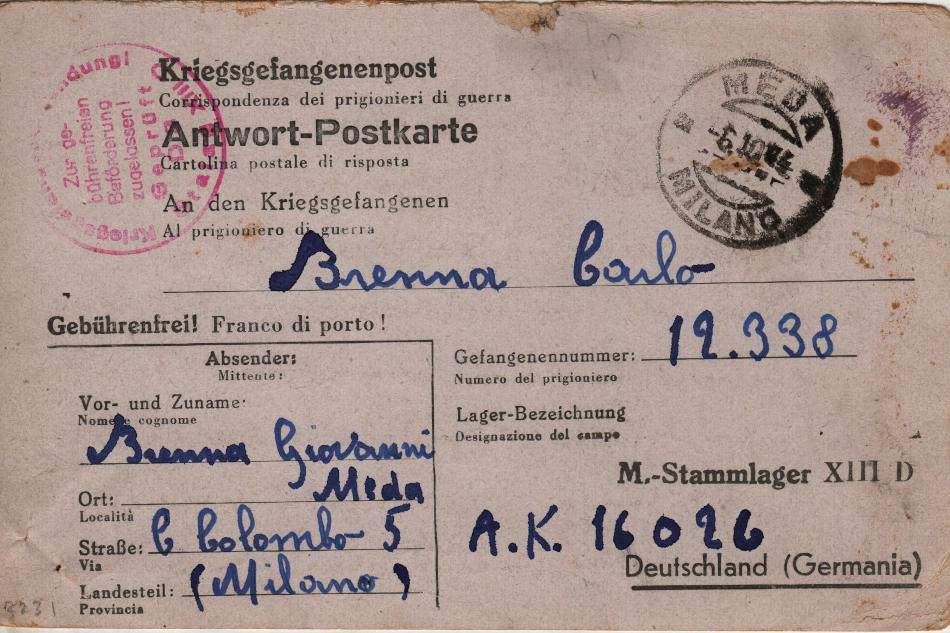 Kriegsgefangenenpost
Corrispondenza dei prigionieri di guerra
Antwort-Postkarte
Cartolina postale di risposta
An den Kriegsgefangenen
Al prigioniero di guerra
Brenna Carlo
Gebührenfrei! Franco di porto!
Absender:
Mittente:
Vor- und Zuname:
Nome e cognome
Brenna Giovanni
Ort: Meda
Località
Straße: C Colombo 5
Via
Landesteil: (Milano)
Provincia
Gefangenennummer: 12.338
Numero del prigioniero
Lager-Bezeichnung
Designazione del campo
M.-Stammlager XIII D
A.K. 16026
Deutschland (Germania)
MEDA
MILANO
Zur ge-
bührenfreien
Beförderung
zugelassen!
Geprüft